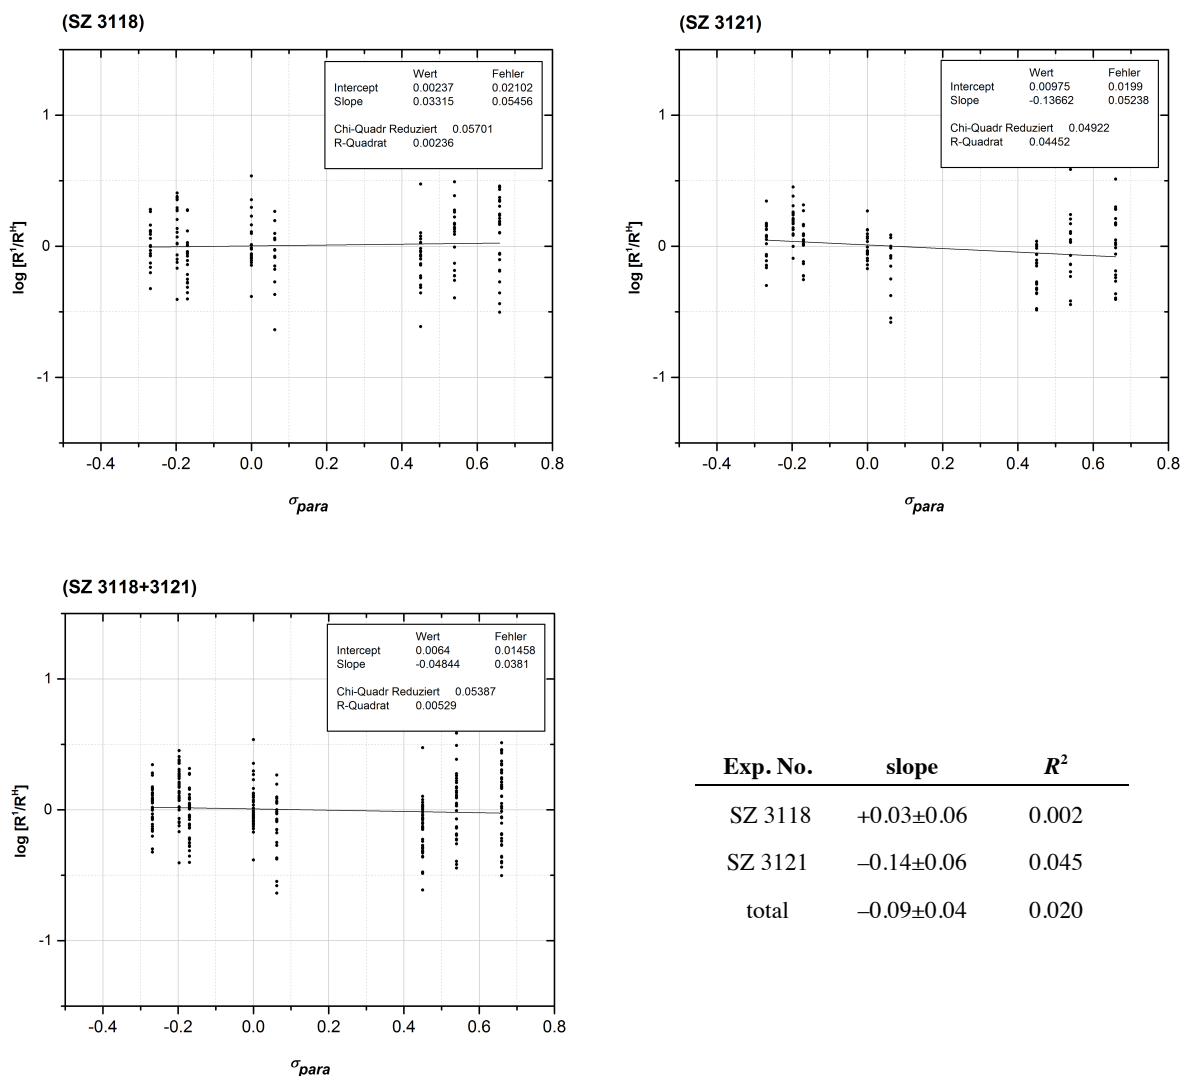 (SZ 3118)
Wert Fehler
Intercept 0.00237 0.02102
Slope 0.03315 0.05456
Chi-Quadr Reduziert 0.05701
R-Quadrat 0.00236
1
0
-1
log [R¹/Rᴴ]
-0.4 -0.2 0.0 0.2 0.4 0.6 0.8
σpara
(SZ 3121)
Wert Fehler
Intercept 0.00975 0.0199
Slope -0.13662 0.05238
Chi-Quadr Reduziert 0.04922
R-Quadrat 0.04452
1
0
-1
log [R¹/Rᴴ]
-0.4 -0.2 0.0 0.2 0.4 0.6 0.8
σpara
(SZ 3118+3121)
Wert Fehler
Intercept 0.0064 0.01458
Slope -0.04844 0.0381
Chi-Quadr Reduziert 0.05387
R-Quadrat 0.00529
1
0
-1
log [R¹/Rᴴ]
-0.4 -0.2 0.0 0.2 0.4 0.6 0.8
σpara
Exp. No. slope R²
SZ 3118 +0.03±0.06 0.002
SZ 3121 –0.14±0.06 0.045
total –0.09±0.04 0.020